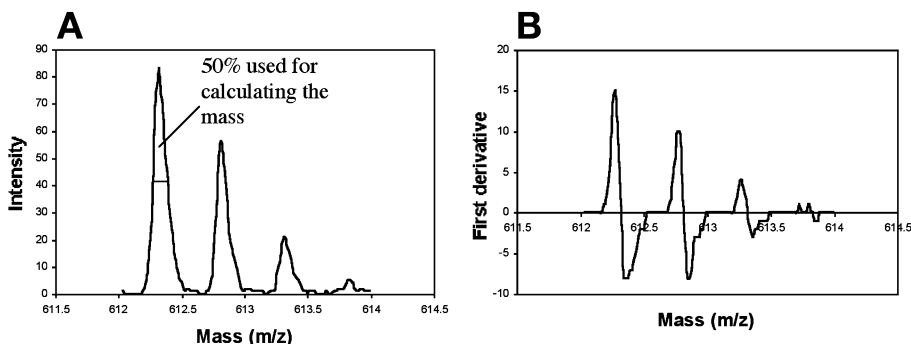 A
90
80
70
60
50
40
30
20
10
0
Intensity
50% used for
calculating the
mass
611.5 612 612.5 613 613.5 614 614.5
Mass (m/z)
B
20
15
10
5
0
-5
-10
First derivative
611.5 612 612.5 613 613.5 614 614.5
Mass (m/z)